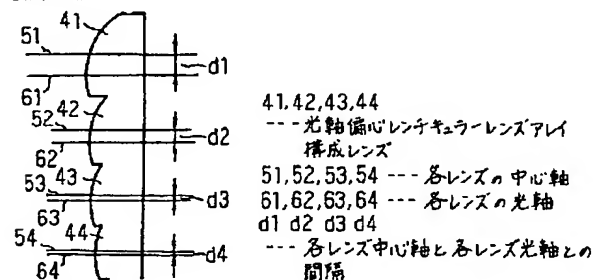 41
51
d1
61
42
52
d2
62
43
53
d3
63
54
44
d4
64
41,42,43,44
---光軸偏心レンチキュラーレンズアレイ
構成レンズ
51,52,53,54 --- 各レンズの中心軸
61,62,63,64 --- 各レンズの光軸
d1 d2 d3 d4
--- 各レンズ中心軸と各レンズ光軸との
間隔